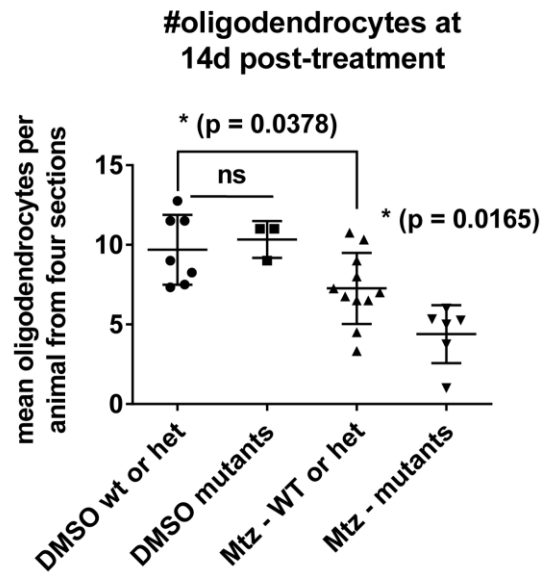 #oligodendrocytes at
14d post-treatment
* (p = 0.0378)
ns
* (p = 0.0165)
mean oligodendrocytes per
animal from four sections
15
10
5
0
DMSO wt or het
DMSO mutants
Mtz - WT or het
Mtz - mutants